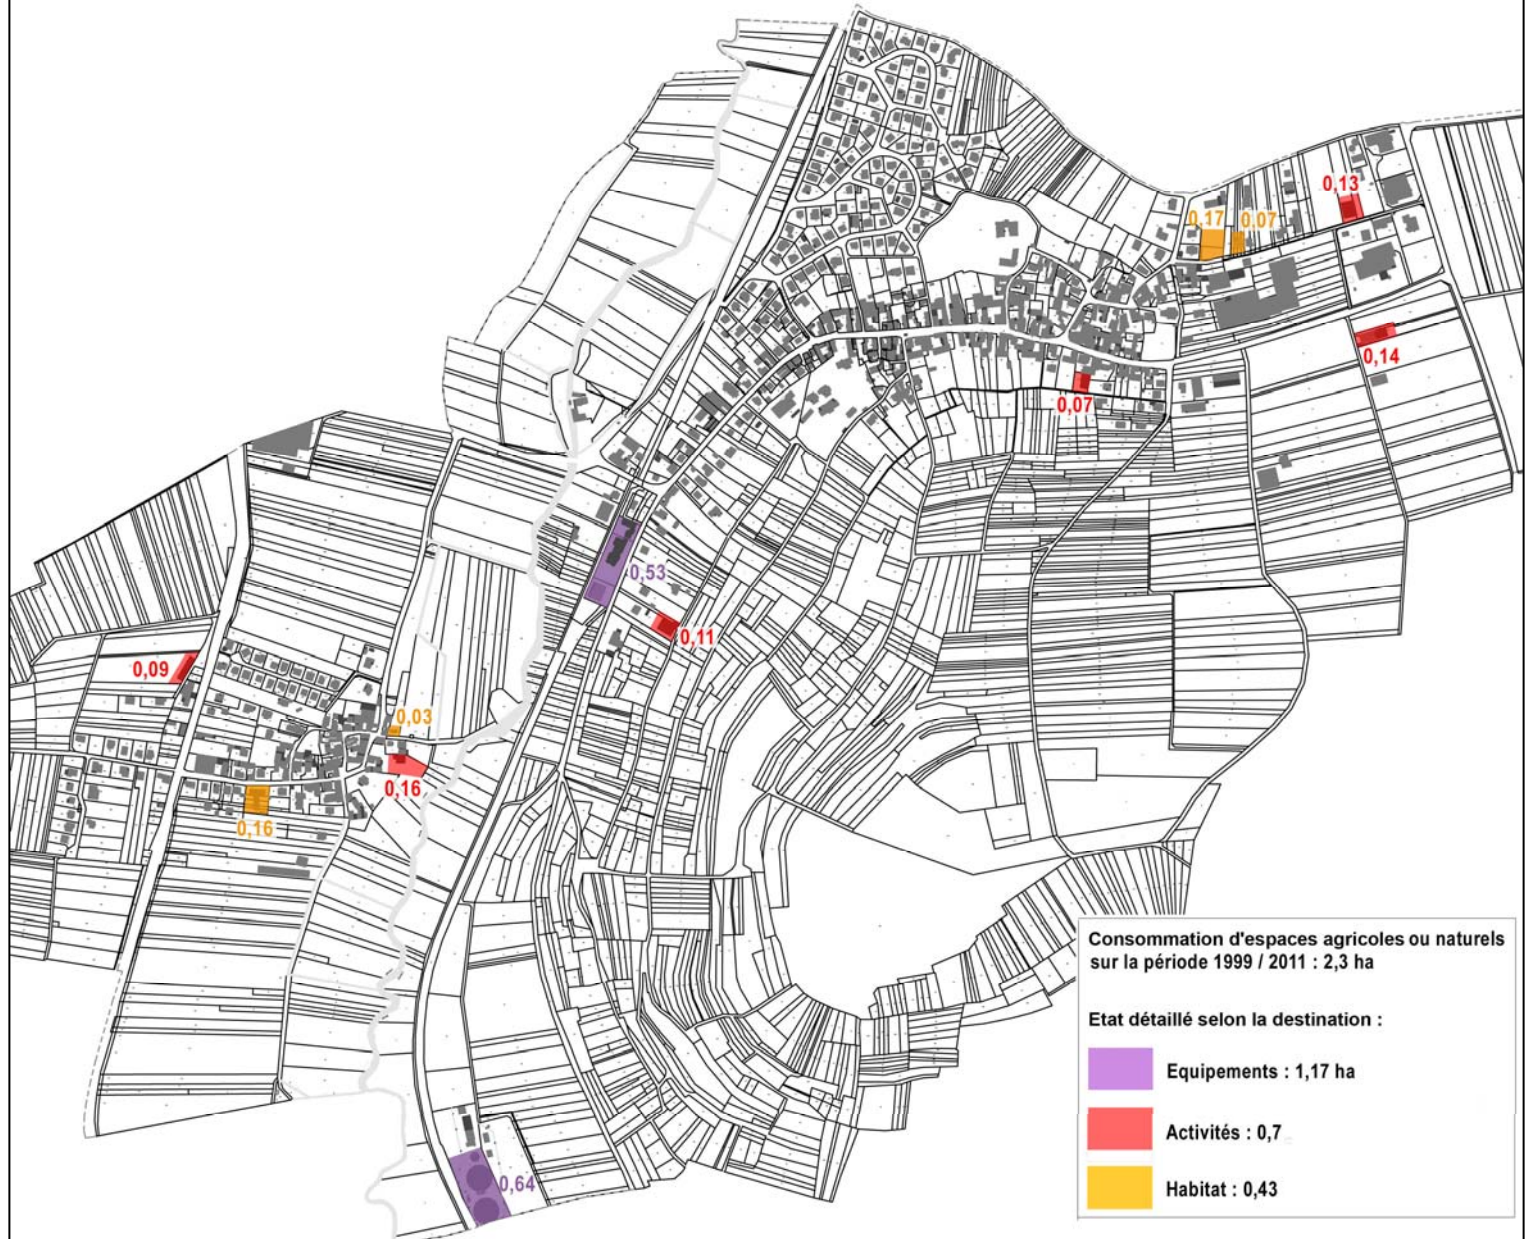 0,13
0,17
0.07
0,14
0,07
0,53
0,11
0,09
0,03
0,16
0,16
0,64
Consommation d'espaces agricoles ou naturels
sur la période 1999 / 2011 : 2,3 ha
Etat détaillé selon la destination :
Equipements : 1,17 ha
Activités : 0,7
Habitat : 0,43